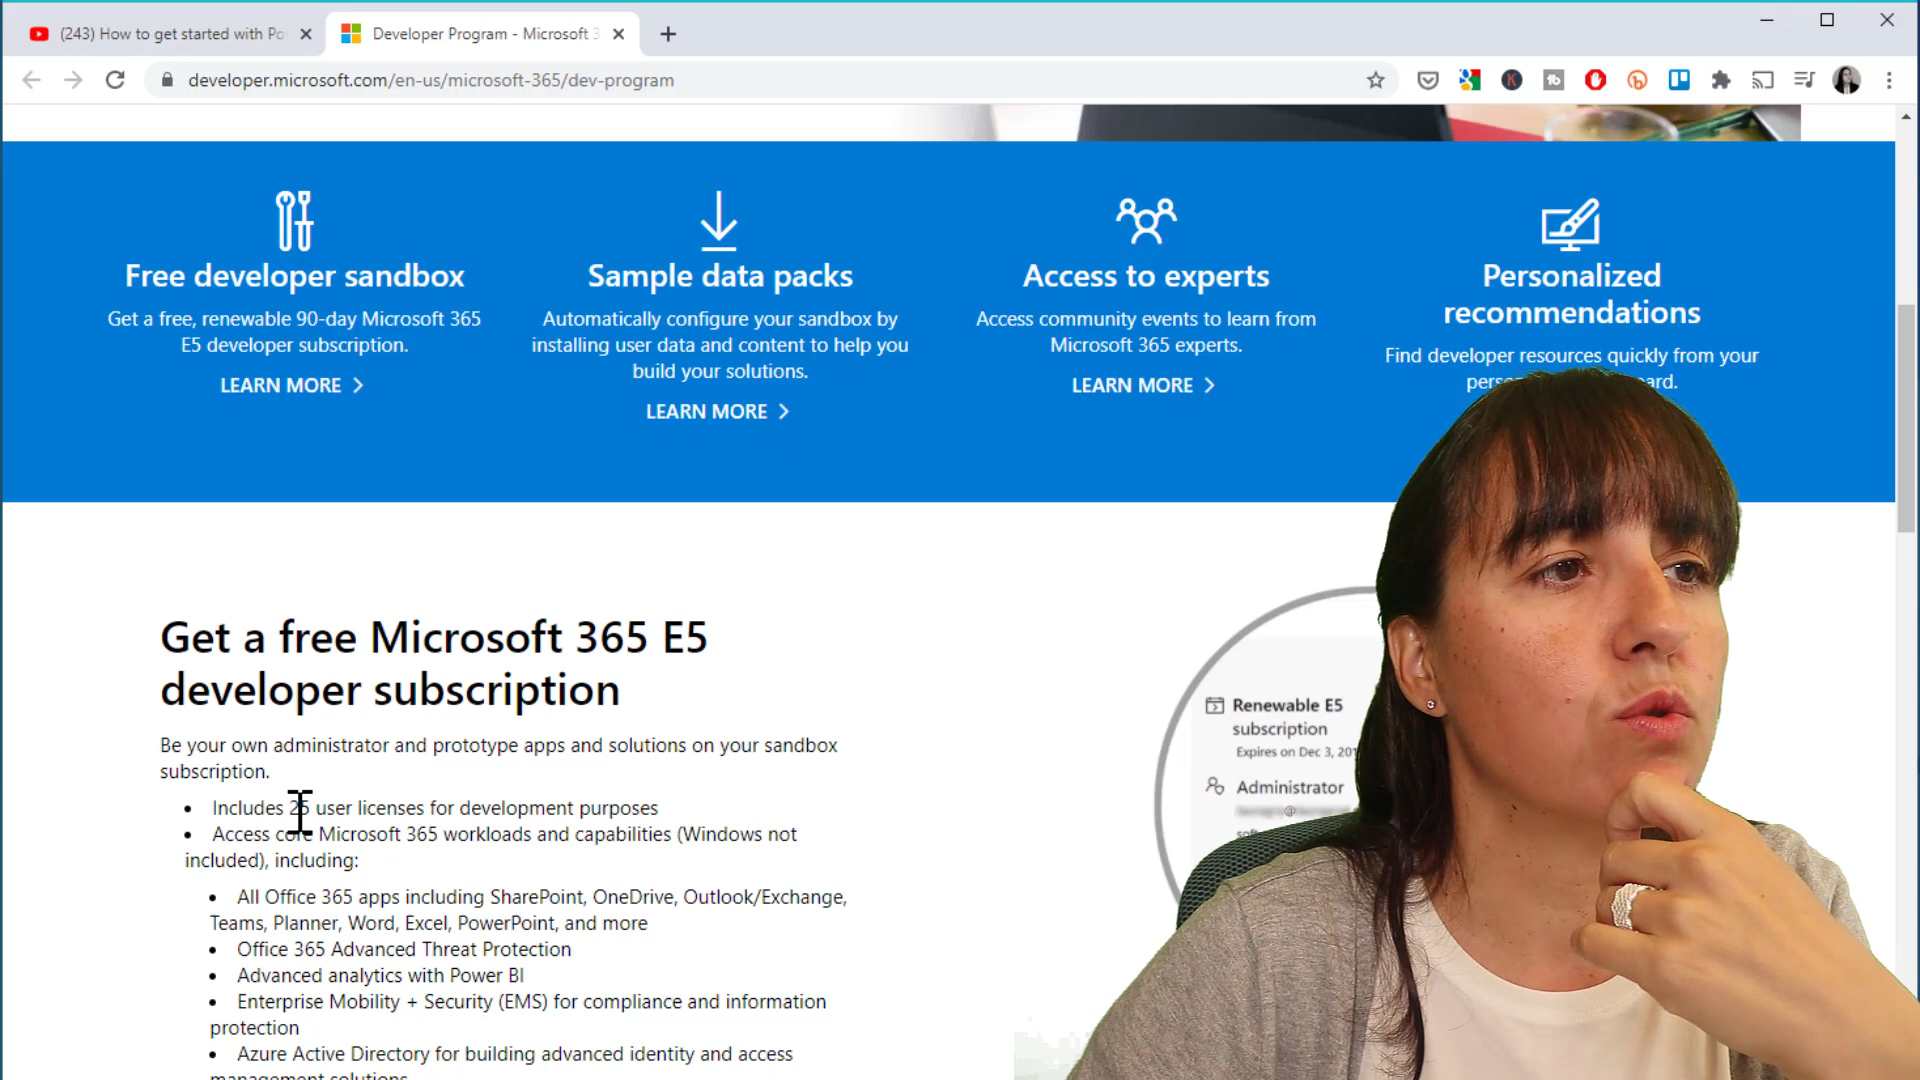 (243) How to get started with Po
Developer Program - Microsoft 3
developer.microsoft.com/en-us/microsoft-365/dev-program
Free developer sandbox
Get a free, renewable 90-day Microsoft 365
E5 developer subscription.
LEARN MORE
Sample data packs
Automatically configure your sandbox by
installing user data and content to help you
build your solutions.
LEARN MORE
Access to experts
Access community events to learn from
Microsoft 365 experts.
LEARN MORE
Personalized
recommendations
Find developer resources quickly from your
Get a free Microsoft 365 E5
developer subscription
Be your own administrator and prototype apps and solutions on your sandbox
subscription.
• Includes 25 user licenses for development purposes
• Access core Microsoft 365 workloads and capabilities (Windows not
included), including:
• All Office 365 apps including SharePoint, OneDrive, Outlook/Exchange,
Teams, Planner, Word, Excel, PowerPoint, and more
• Office 365 Advanced Threat Protection
• Advanced analytics with Power BI
• Enterprise Mobility + Security (EMS) for compliance and information
protection
• Azure Active Directory for building advanced identity and access
management solutions
Renewable E5
subscription
Expires on Dec 3, 201
Administrator